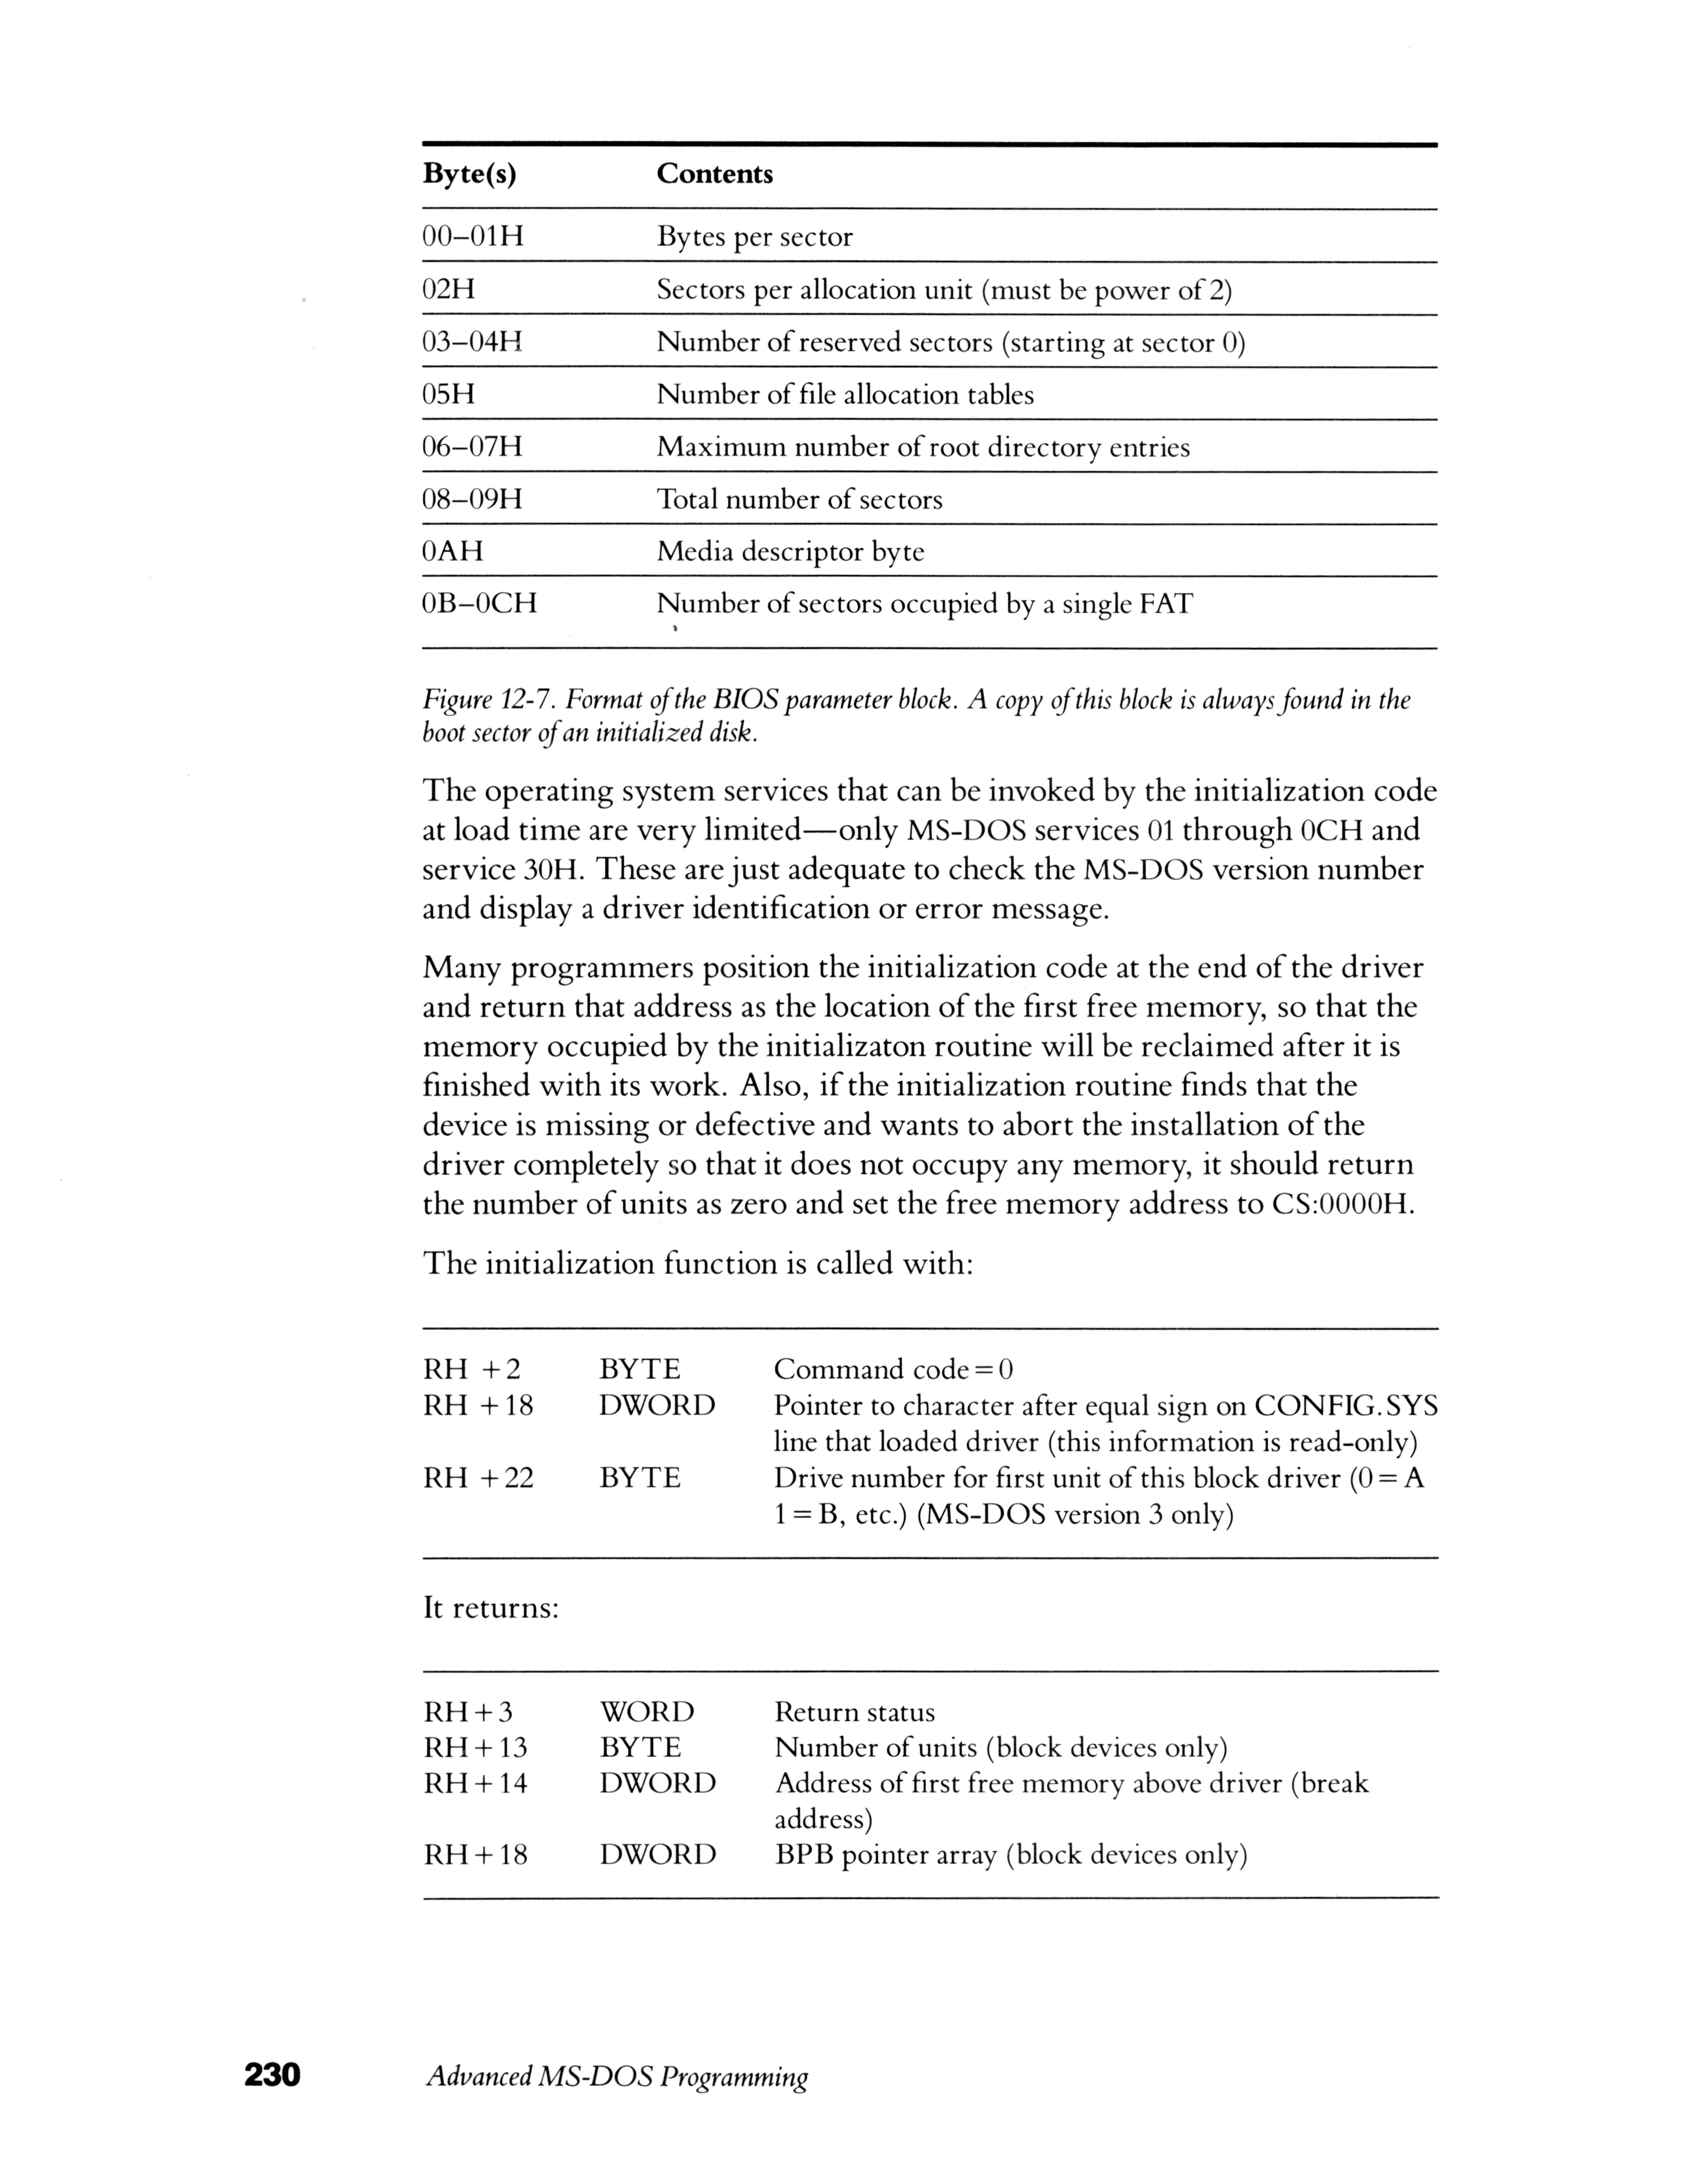 Byte(s) Contents
00–01H Bytes per sector
02H Sectors per allocation unit (must be power of 2)
03–04H Number of reserved sectors (starting at sector 0)
05H Number of file allocation tables
06–07H Maximum number of root directory entries
08–09H Total number of sectors
0AH Media descriptor byte
0B–0CH Number of sectors occupied by a single FAT
Figure 12-7. Format of the BIOS parameter block. A copy of this block is always found in the
boot sector of an initialized disk.
The operating system services that can be invoked by the initialization code
at load time are very limited—only MS-DOS services 01 through 0CH and
service 30H. These are just adequate to check the MS-DOS version number
and display a driver identification or error message.
Many programmers position the initialization code at the end of the driver
and return that address as the location of the first free memory, so that the
memory occupied by the initializaton routine will be reclaimed after it is
finished with its work. Also, if the initialization routine finds that the
device is missing or defective and wants to abort the installation of the
driver completely so that it does not occupy any memory, it should return
the number of units as zero and set the free memory address to CS:0000H.
The initialization function is called with:
RH +2 BYTE Command code = 0
RH +18 DWORD Pointer to character after equal sign on CONFIG.SYS
line that loaded driver (this information is read-only)
RH +22 BYTE Drive number for first unit of this block driver (0 = A
1 = B, etc.) (MS-DOS version 3 only)
It returns:
RH + 3 WORD Return status
RH + 13 BYTE Number of units (block devices only)
RH + 14 DWORD Address of first free memory above driver (break
address)
RH + 18 DWORD BPB pointer array (block devices only)
230 Advanced MS-DOS Programming